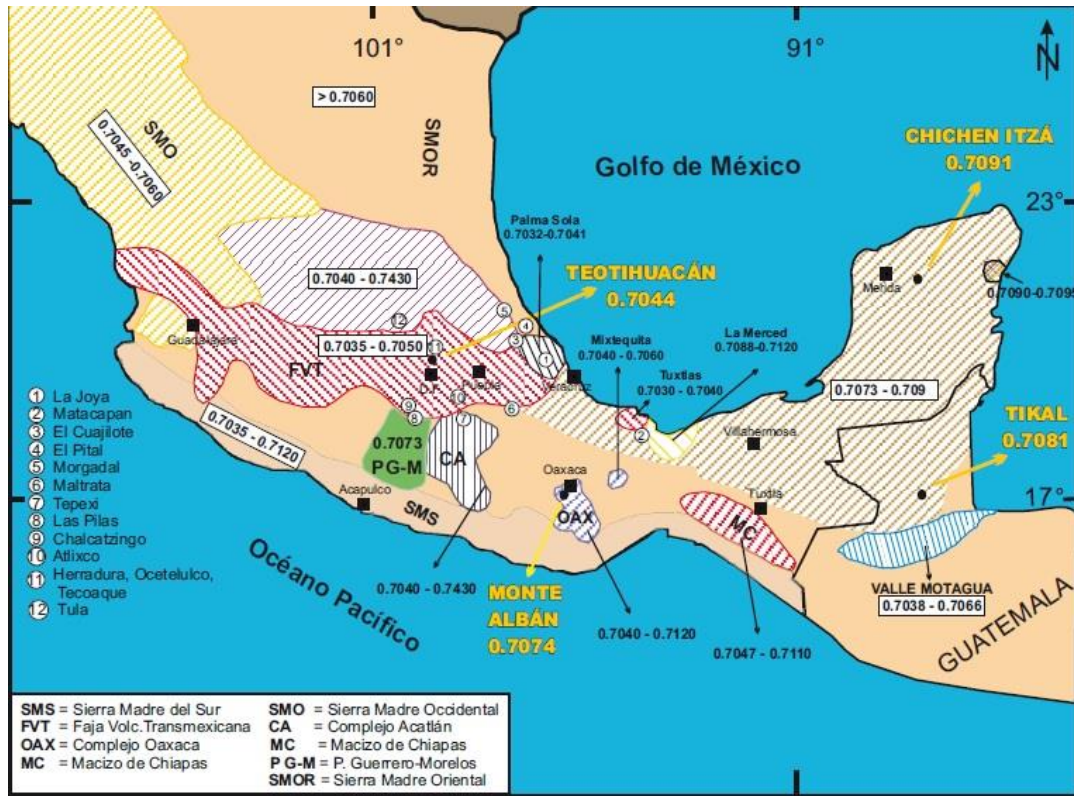 101°
91°
N
> 0.7060
SMO
0.7045 -0.7060
SMOR
Golfo de México
CHICHEN ITZÁ
0.7091
23°
Palma Sola
0.7032-0.7041
TEOTIHUACÁN
0.7044
0.7040 - 0.7430
Merida
0.7090-0.7095
Mixtequita
0.7040 -0.7060
La Merced
0.7088-0.7120
Tuxtlas
0.7030 - 0.7040
Guadalajara
0.7035 - 0.7050
FVT
D.F.
Puebla
Veracruz
0.7073 - 0.709
12
11
5
4
3
1
10
9
8
7
6
2
Villahermosa
TIKAL
0.7081
0.7035 - 0.7120
0.7073
PG-M
CA
Oaxaca
OAX
Acapulco
SMS
Tuxtla
MC
17°
Océano Pacífico
0.7040 - 0.7430
MONTE
ALBÁN
0.7074
0.7040 - 0.7120
0.7047 - 0.7110
VALLE MOTAGUA
0.7038 - 0.7066
GUATEMALA
1 La Joya
2 Matacapan
3 El Cuajilote
4 El Pital
5 Morgadal
6 Maltrata
7 Tepexi
8 Las Pilas
9 Chalcatzingo
10 Atlixco
11 Herradura, Ocetelulco,
Tecoaque
12 Tula
SMS = Sierra Madre del Sur
FVT = Faja Volc.Transmexicana
OAX = Complejo Oaxaca
MC = Macizo de Chiapas
SMO = Sierra Madre Occidental
CA = Complejo Acatlán
MC = Macizo de Chiapas
PG-M = P. Guerrero-Morelos
SMOR = Sierra Madre Oriental